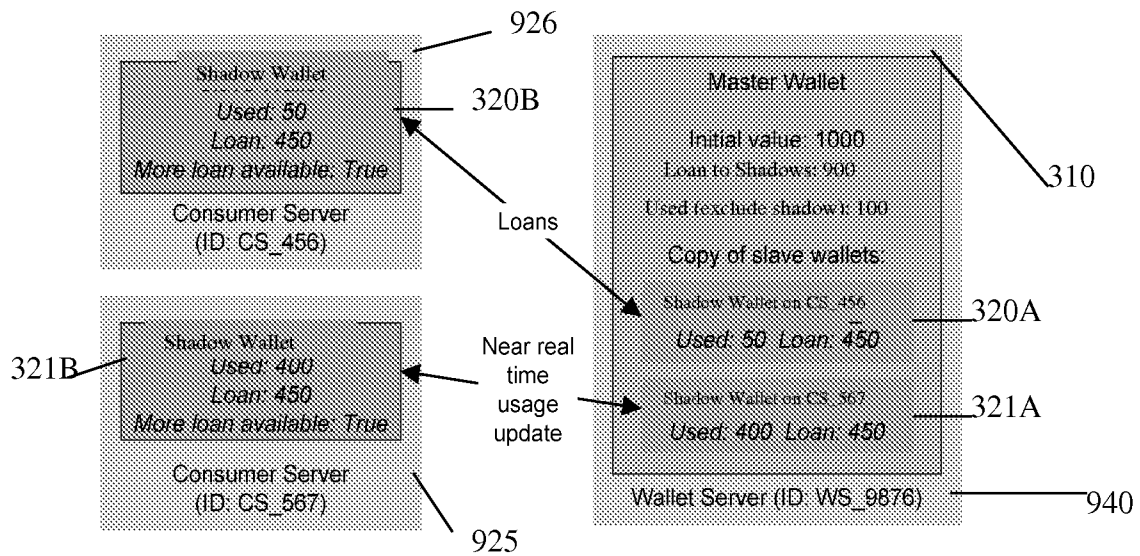 926
Shadow Wallet
Used: 50
Loan: 450
More loan available: True
320B
Consumer Server
(ID: CS_456)
Loans
Master Wallet
Initial value: 1000
Loan to Shadows: 900
Used (exclude shadow): 100
310
Copy of slave wallets:
Shadow Wallet on CS_456
Used: 50 Loan: 450
320A
321B
Shadow Wallet
Used: 400
Loan: 450
More loan available: True
Near real
time
usage
update
Shadow Wallet on CS_567
Used: 400 Loan: 450
321A
Consumer Server
(ID: CS_567)
925
Wallet Server (ID: WS_9876)
940